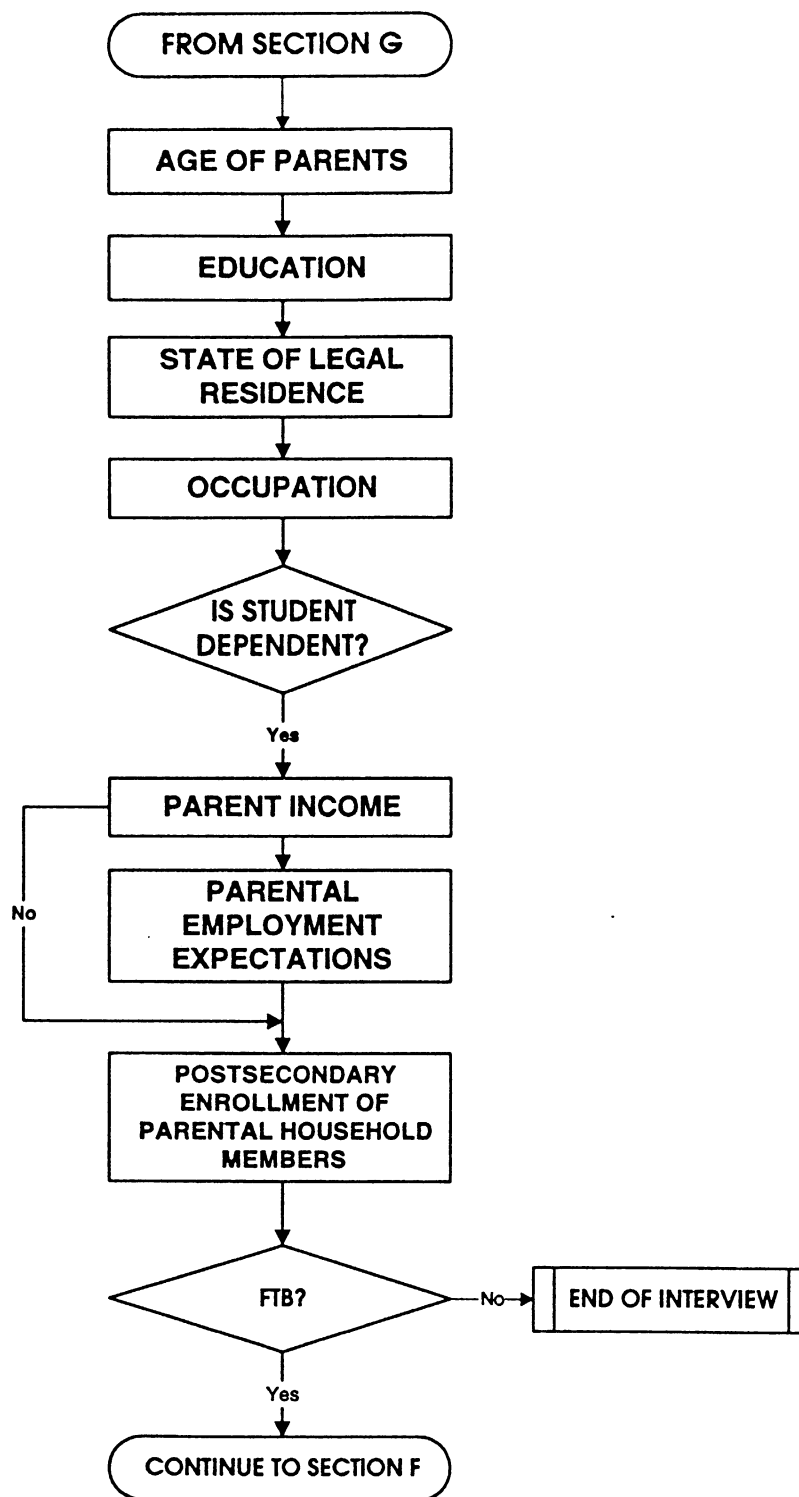 FROM SECTION G
AGE OF PARENTS
EDUCATION
STATE OF LEGAL
RESIDENCE
OCCUPATION
IS STUDENT
DEPENDENT?
Yes
PARENT INCOME
No
PARENTAL
EMPLOYMENT
EXPECTATIONS
POSTSECONDARY
ENROLLMENT OF
PARENTAL HOUSEHOLD
MEMBERS
FTB?
No
END OF INTERVIEW
Yes
CONTINUE TO SECTION F